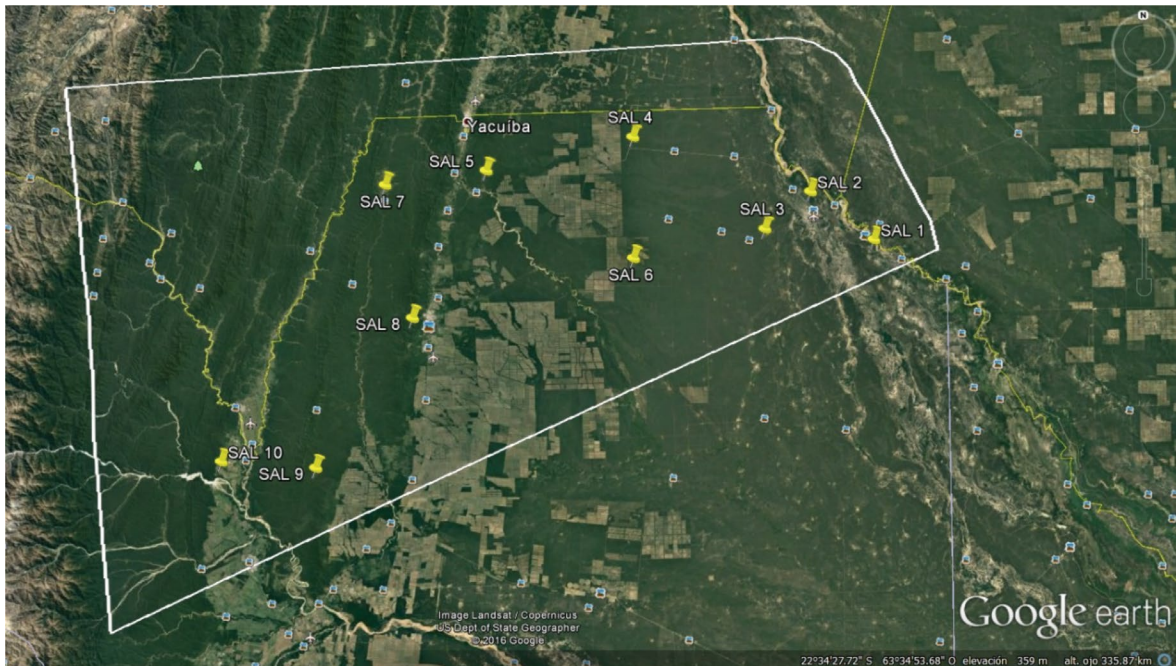 N
SAL 4
Yacuiba
SAL 5
SAL 2
SAL 7
SAL 3
SAL 1
SAL 6
SAL 8
SAL 10
SAL 9
Image Landsat / Copernicus
US Dept of State Geographer
© 2016 Google
Google earth
22°34'27.72" S 63°34'53.68" O elevación 359 m alt. ojo 335.87 km